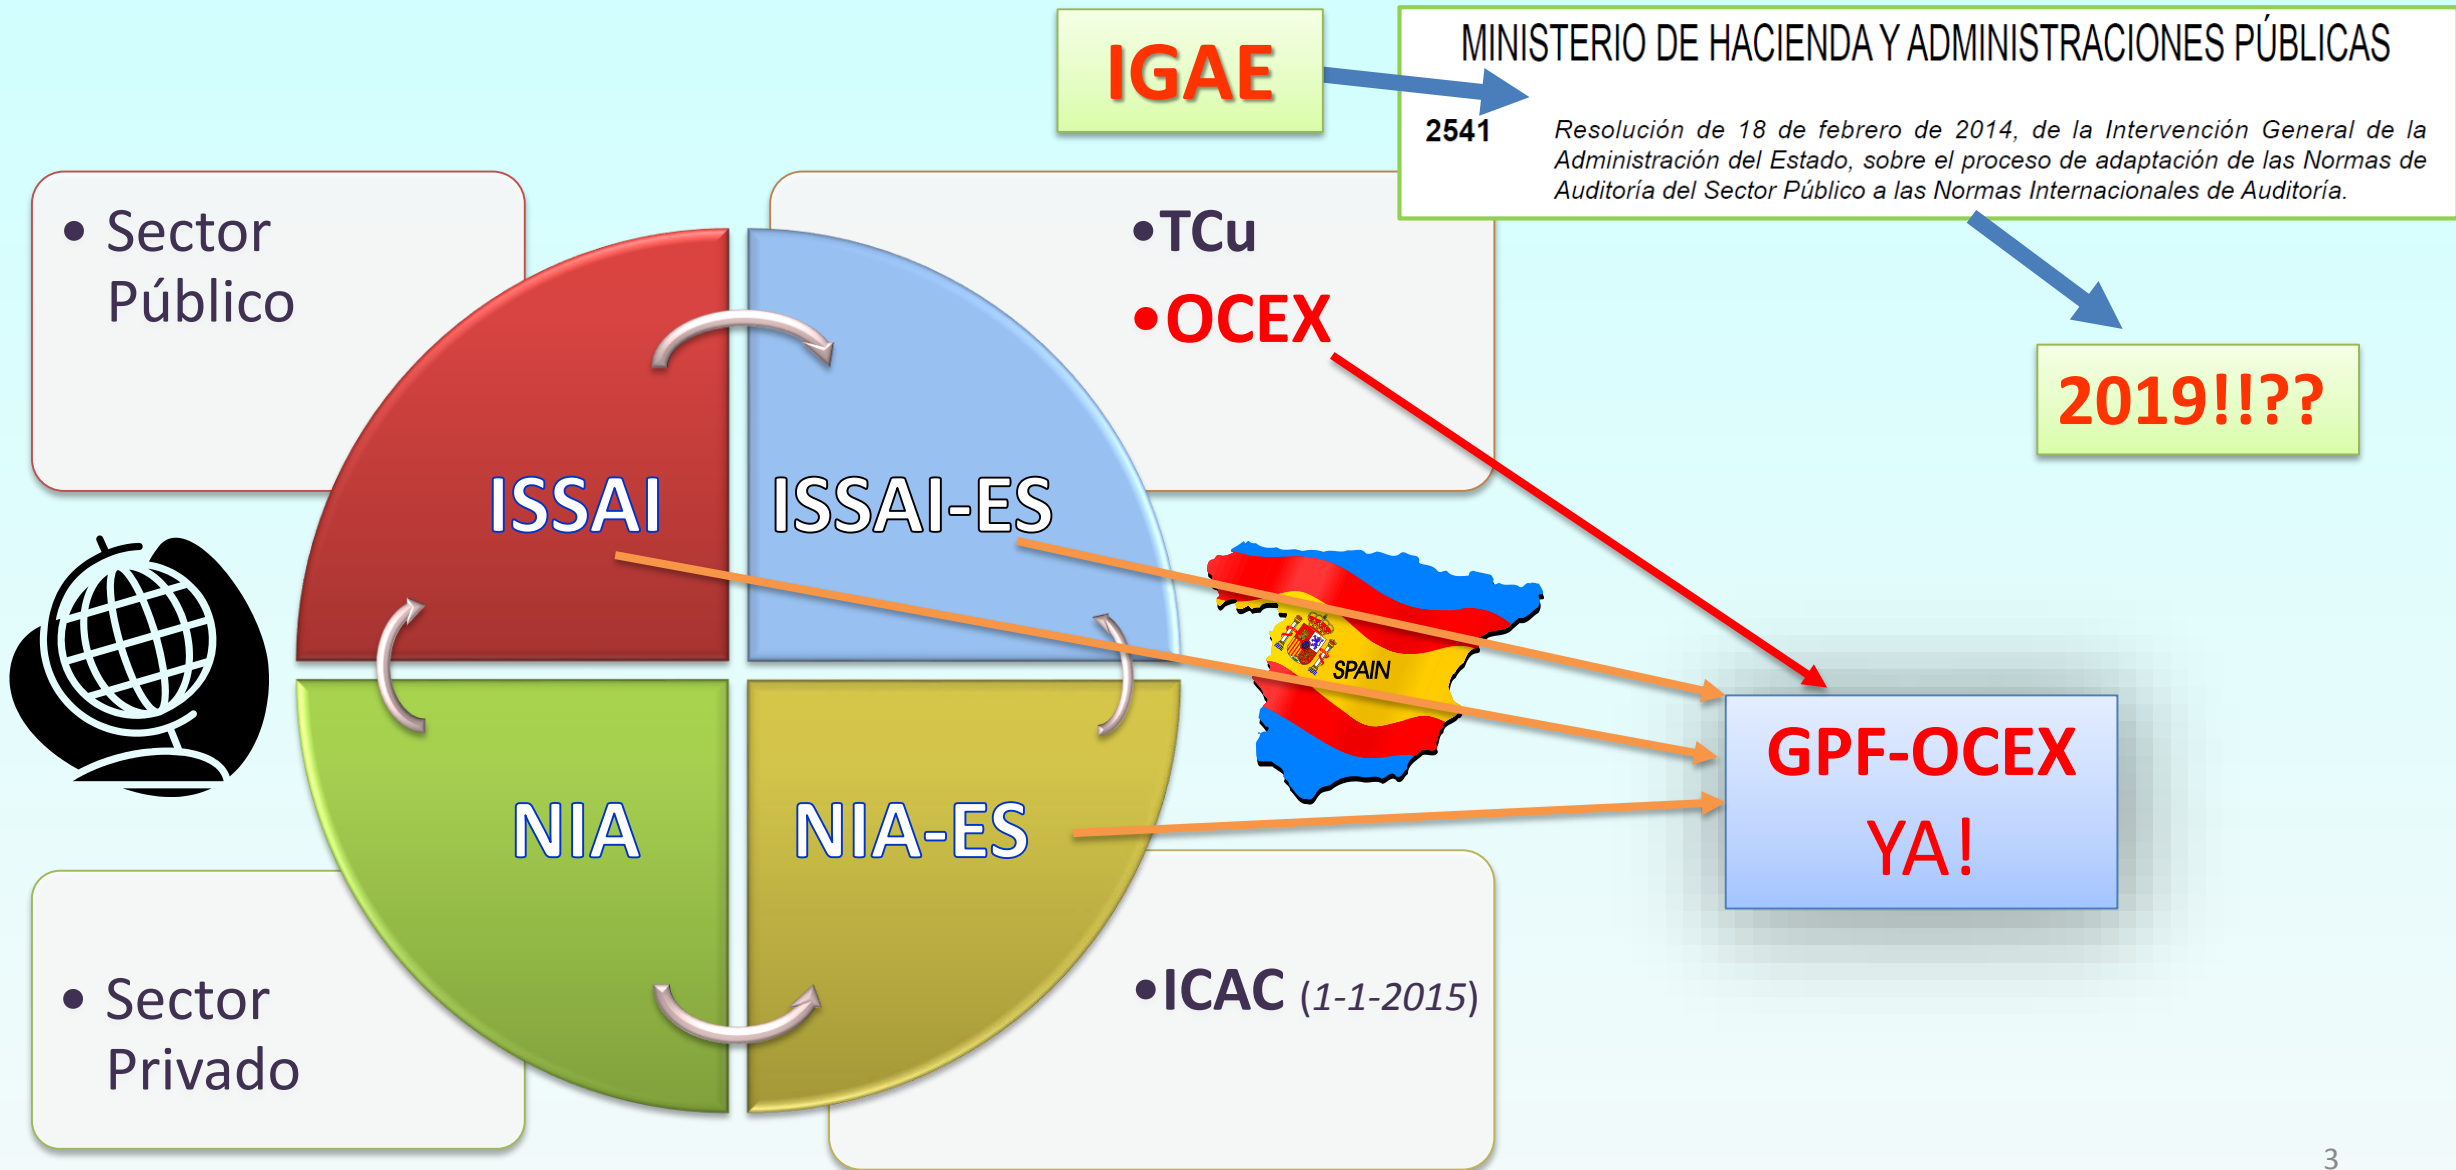 IGAE
MINISTERIO DE HACIENDA Y ADMINISTRACIONES PÚBLICAS
2541
Resolución de 18 de febrero de 2014, de la Intervención General de la
Administración del Estado, sobre el proceso de adaptación de las Normas de
Auditoría del Sector Público a las Normas Internacionales de Auditoría.
• Sector
Público
•TCu
•OCEX
2019!!??
ISSAI
ISSAI-ES
SPAIN
GPF-OCEX
YA!
NIA
NIA-ES
• Sector
Privado
•ICAC (1-1-2015)
3